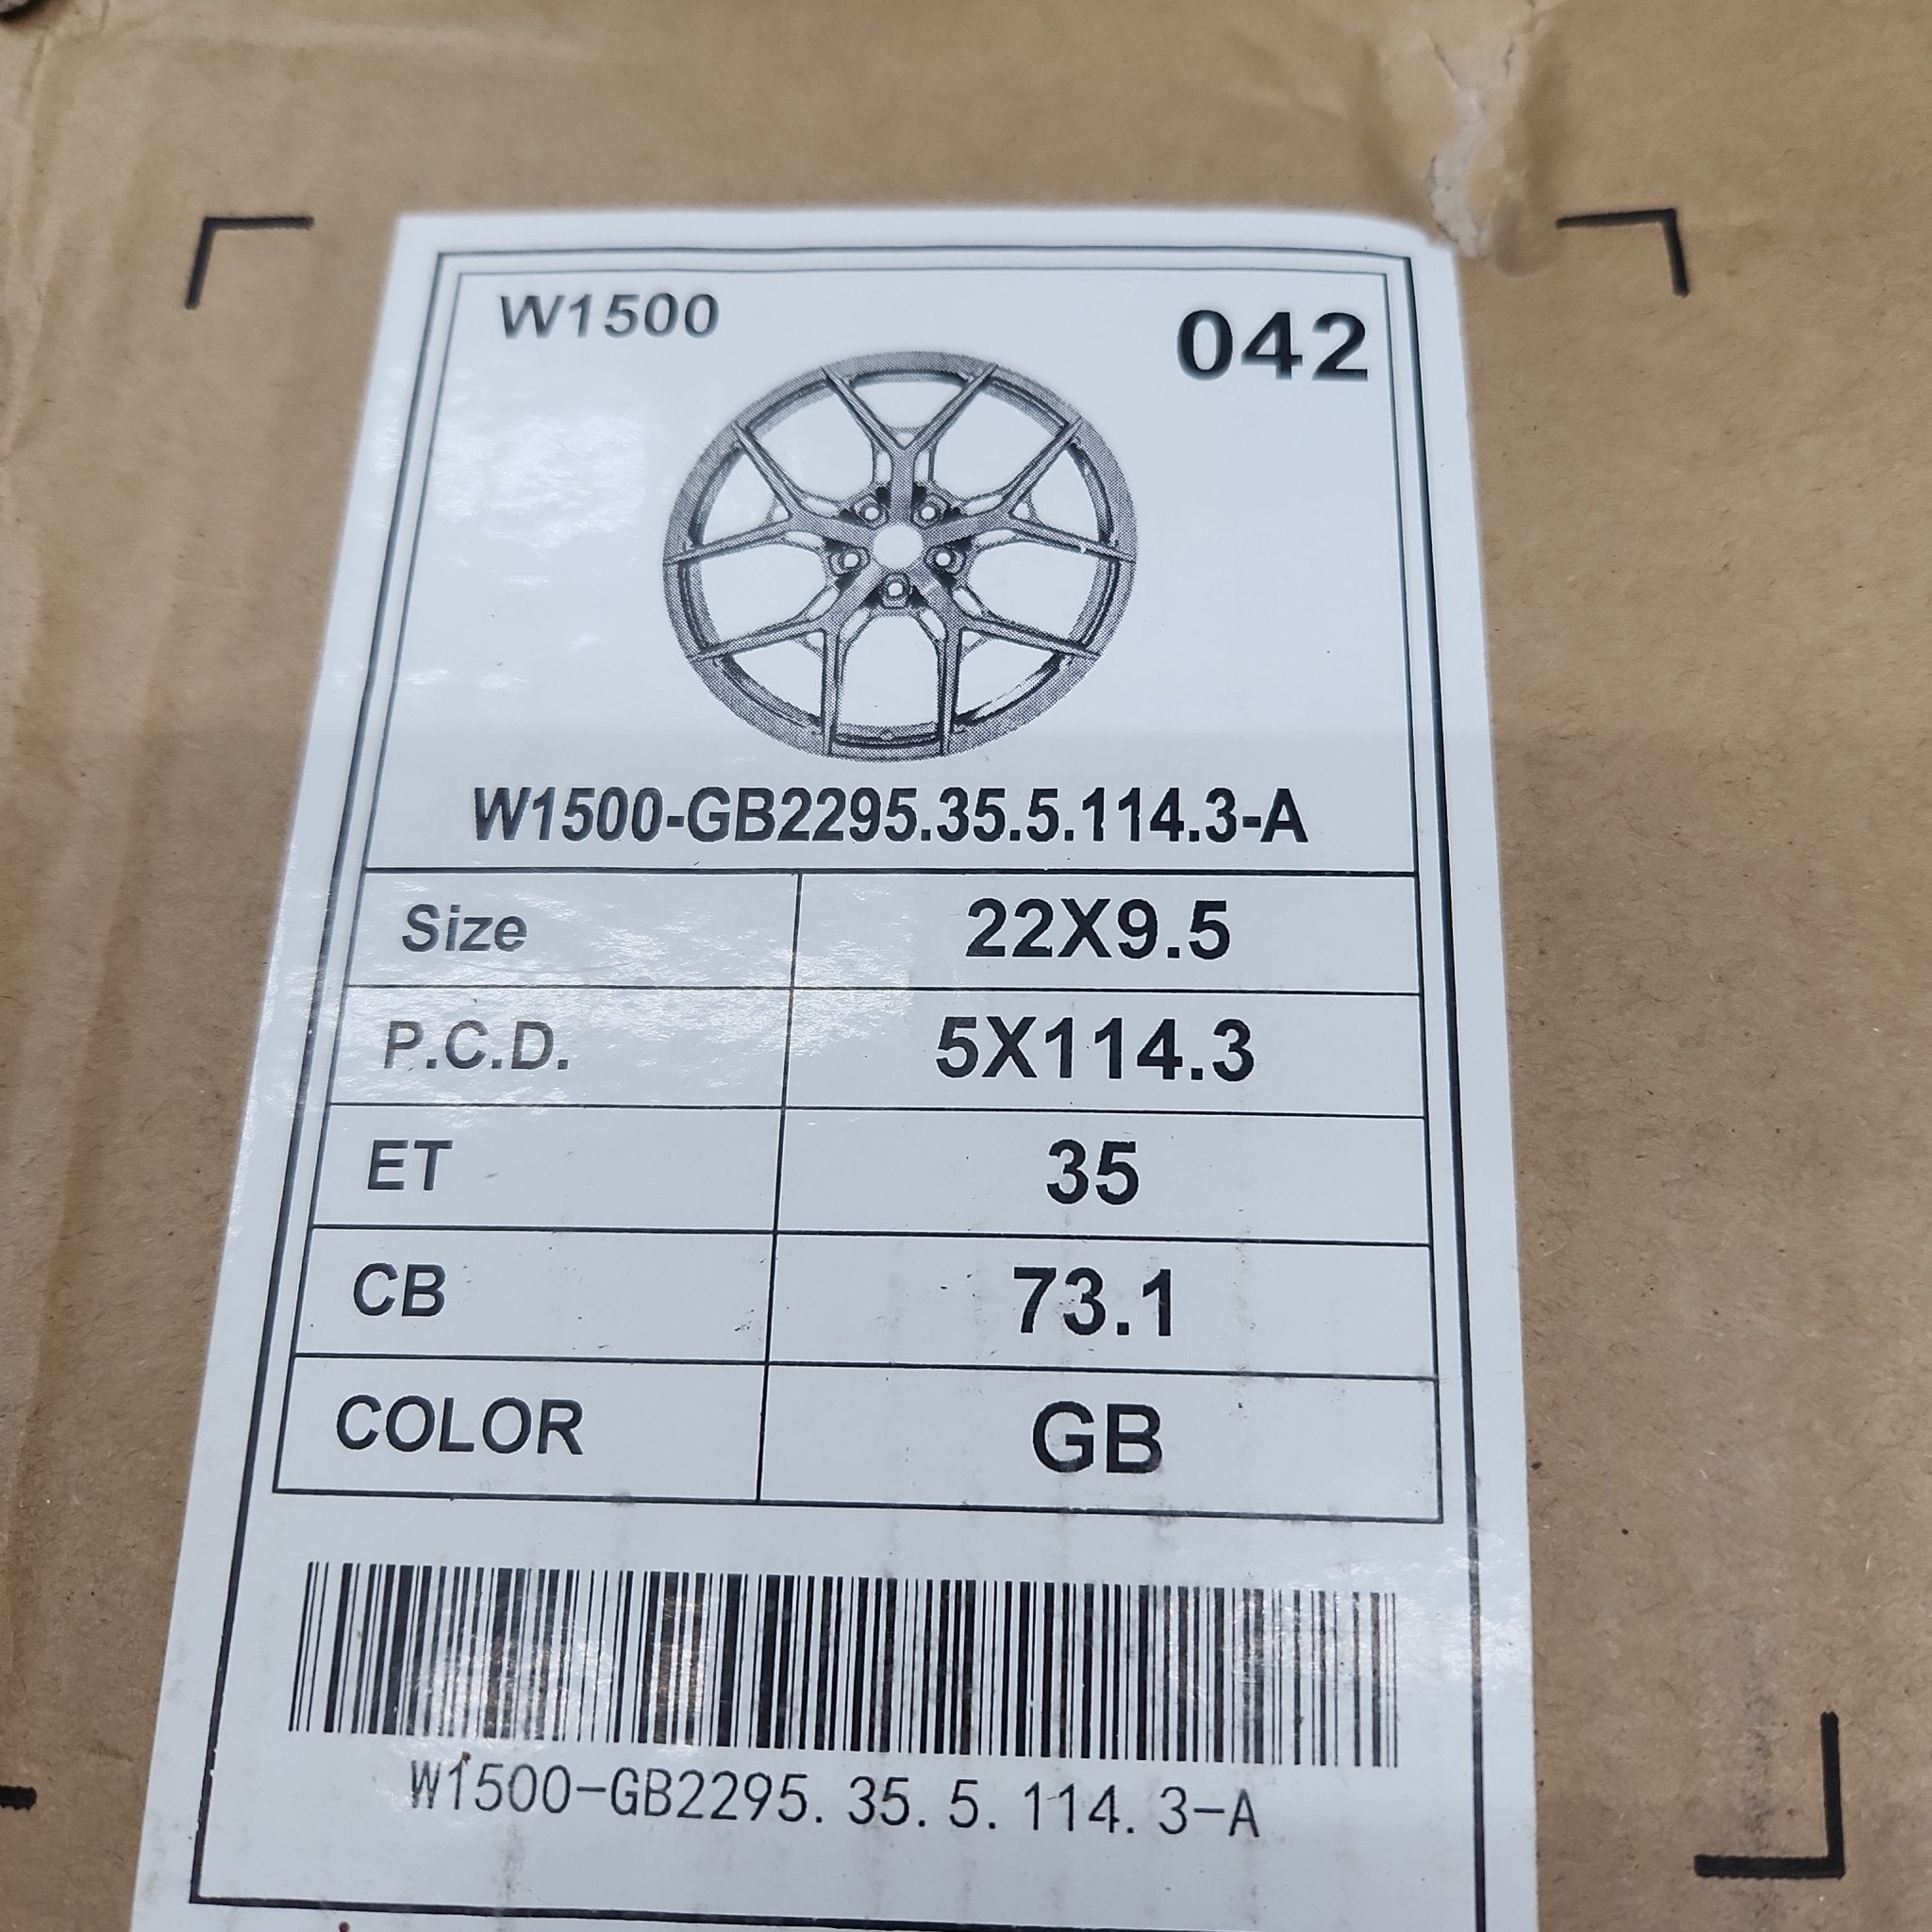 W1500
042
W1500-GB2295.35.5.114.3-A
Size 22X9.5
P.C.D. 5X114.3
ET 35
CB 73.1
COLOR GB
W1500-GB2295.35.5.114.3-A